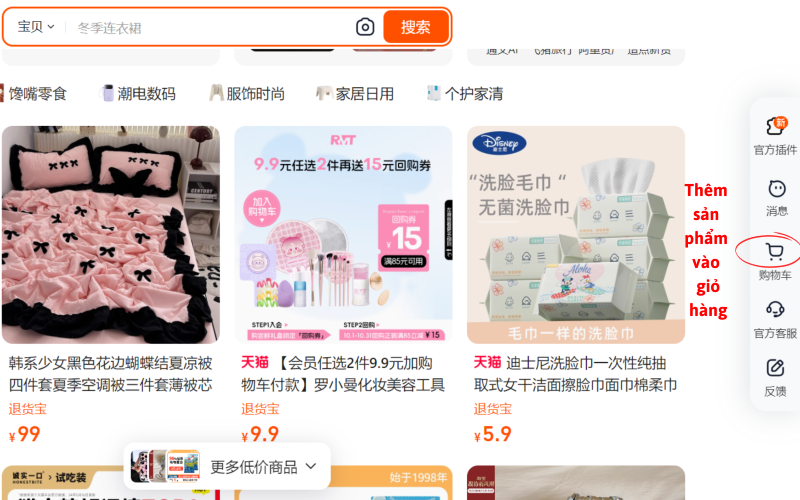 宝贝
冬季连衣裙
搜索
馋嘴零食
潮电数码
服饰时尚
家居日用
个护家清
韩系少女黑色花边蝴蝶结夏凉被
四件套夏季空调被三件套薄被芯
退货宝
¥99
RMT
9.9元任选2件再送15元回购券
加入
购物车
回购券
¥15
满85元可用
STEP1入会
STEP2回购
¥15
天猫 【会员任选2件9.9元加购
物车付款】罗小曼化妆美容工具
退货宝
¥9.9
Disney
迪士尼
“洗脸毛巾”
无菌洗脸巾
Aloha
毛巾一样的洗脸巾
天猫 迪士尼洗脸巾一次性纯抽
取式女干洁面擦脸巾面巾棉柔巾
退货宝
¥5.9
Thêm
sản
phẩm
vào
giỏ
hàng
新
官方插件
消息
购物车
官方客服
反馈
更多低价商品
诚实一口
HONESTBITE
试吃装
始于1998年